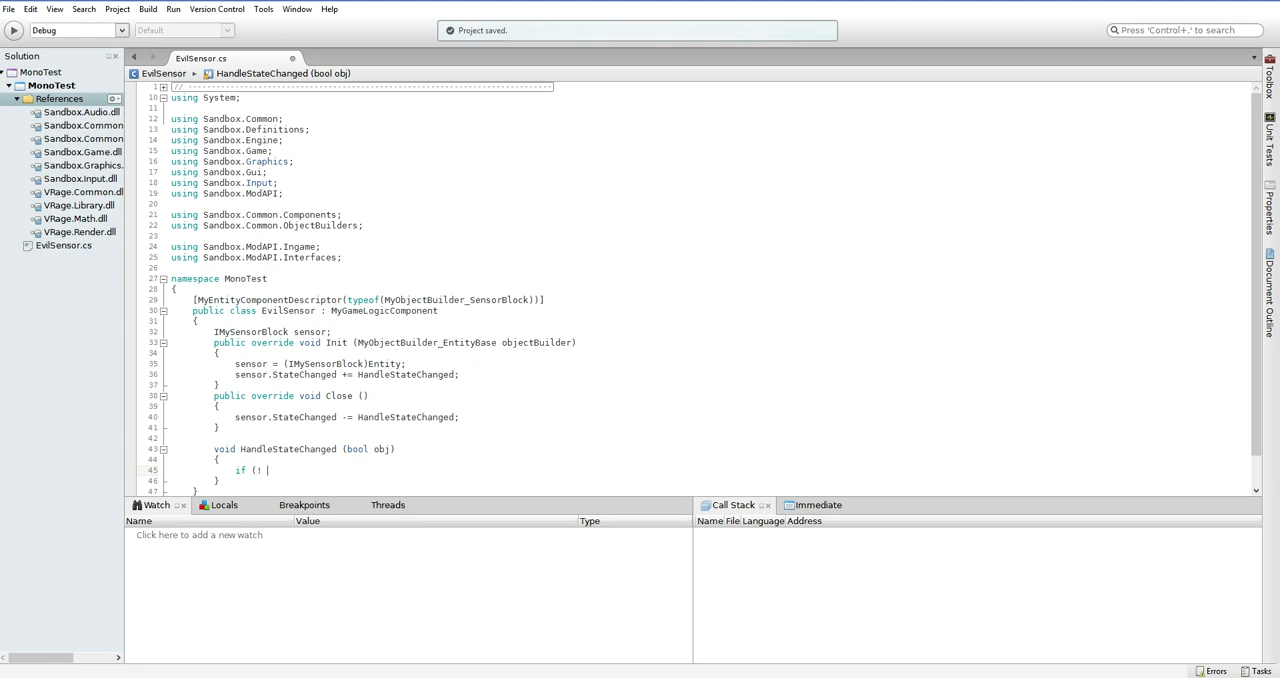 File Edit View Search Project Build Run Version Control Tools Window Help
Debug Default Project saved. Press 'Control+,' to search
Solution
MonoTest
MonoTest
References
Sandbox.Audio.dll
Sandbox.Common
Sandbox.Common
Sandbox.Game.dll
Sandbox.Graphics.
Sandbox.Input.dll
VRage.Common.dl
VRage.Library.dll
VRage.Math.dll
VRage.Render.dll
EvilSensor.cs
EvilSensor.cs
EvilSensor HandleStateChanged (bool obj)
1 // --------------------------------------------------------------------
10 using System;
11
12 using Sandbox.Common;
13 using Sandbox.Definitions;
14 using Sandbox.Engine;
15 using Sandbox.Game;
16 using Sandbox.Graphics;
17 using Sandbox.Gui;
18 using Sandbox.Input;
19 using Sandbox.ModAPI;
20
21 using Sandbox.Common.Components;
22 using Sandbox.Common.ObjectBuilders;
23
24 using Sandbox.ModAPI.Ingame;
25 using Sandbox.ModAPI.Interfaces;
26
27 namespace MonoTest
28 {
29 [MyEntityComponentDescriptor(typeof(MyObjectBuilder_SensorBlock))]
30 public class EvilSensor : MyGameLogicComponent
31 {
32 IMySensorBlock sensor;
33 public override void Init (MyObjectBuilder_EntityBase objectBuilder)
34 {
35 sensor = (IMySensorBlock)Entity;
36 sensor.StateChanged += HandleStateChanged;
37 }
38 public override void Close ()
39 {
40 sensor.StateChanged -= HandleStateChanged;
41 }
42
43 void HandleStateChanged (bool obj)
44 {
45 if (!
46 }
47 }
Toolbox
Unit Tests
Properties
Document Outline
Watch Locals Breakpoints Threads
Name Value Type
Click here to add a new watch
Call Stack Immediate
Name File Language Address
Errors Tasks